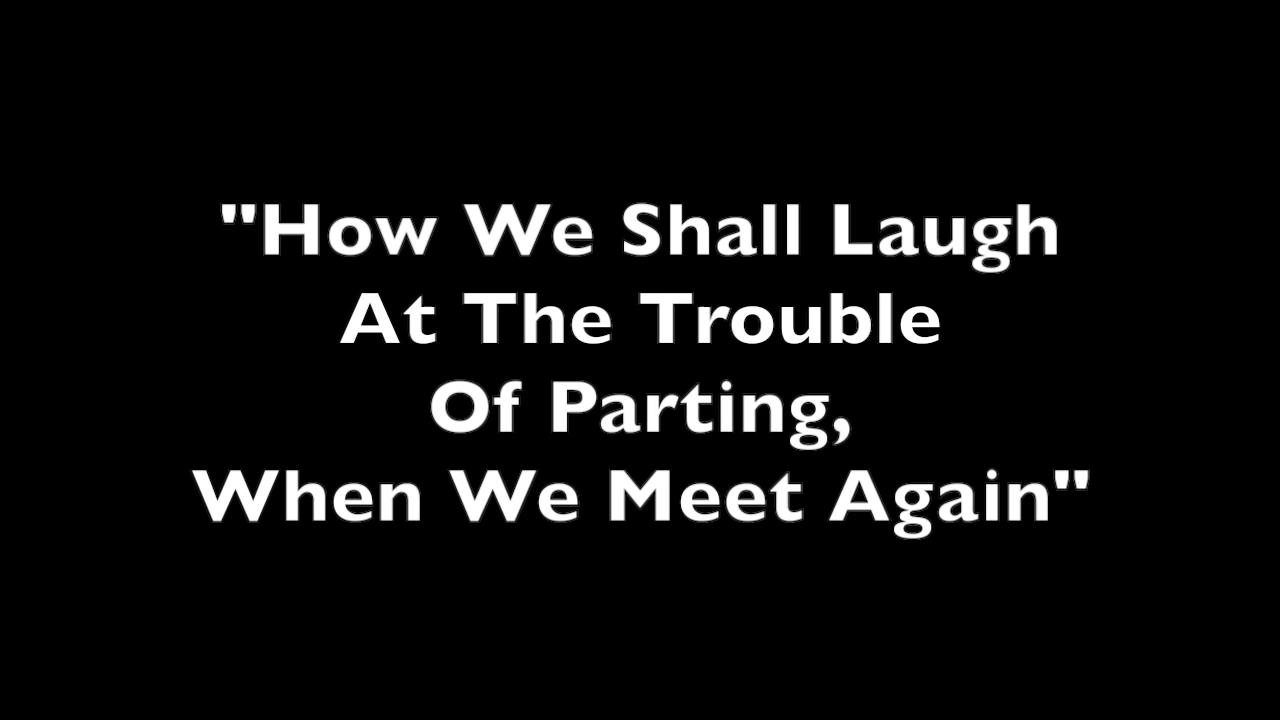 "How We Shall Laugh
At The Trouble
Of Parting,
When We Meet Again"